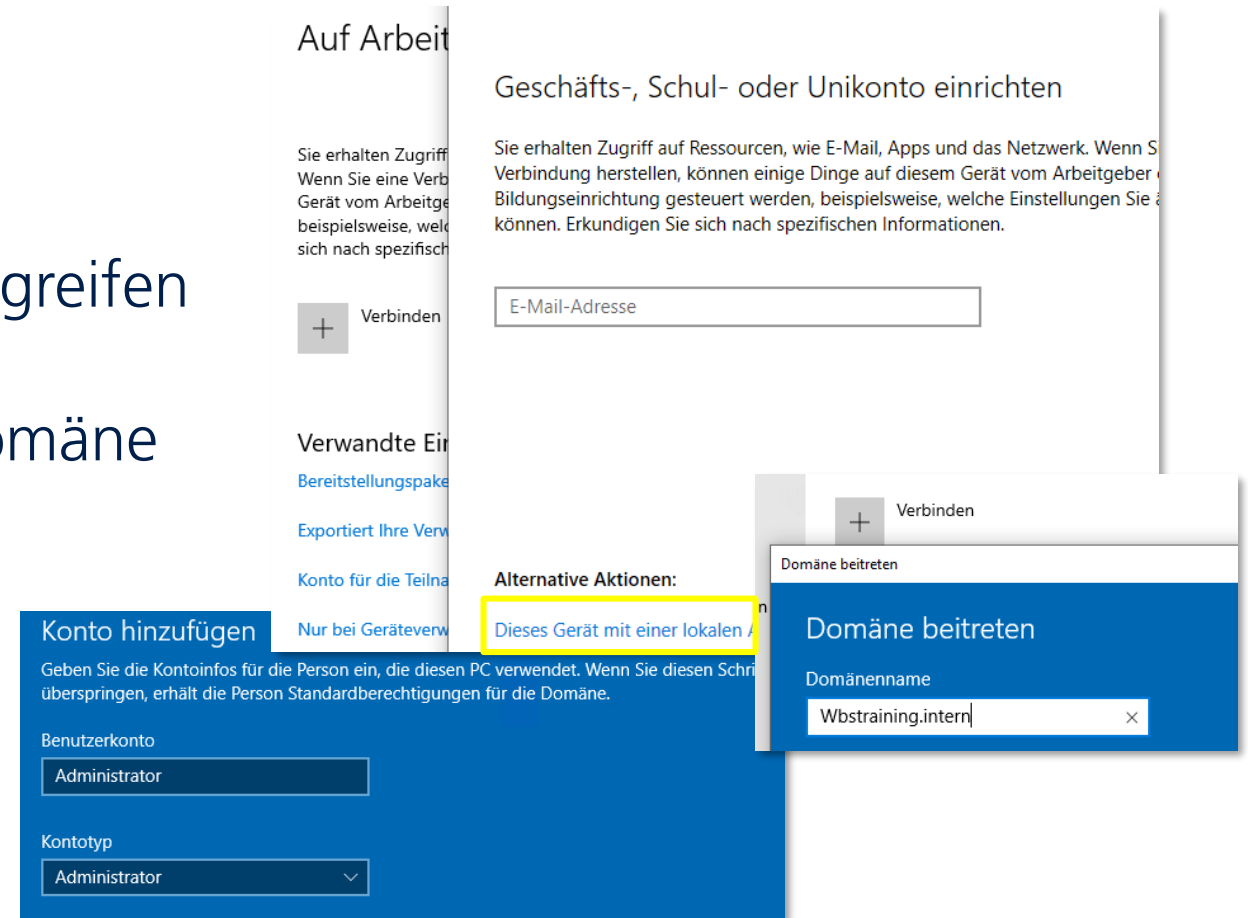 Auf Arbeit
Sie erhalten Zugriff
Wenn Sie eine Verb
Gerät vom Arbeitge
beispielsweise, welc
sich nach spezifisch
greifen
Verbinden
omäne
Verwandte Ein
Bereitstellungspake
Exportiert Ihre Verw
Konto für die Teilna
Nur bei Geräteverw
Geschäfts-, Schul- oder Unikonto einrichten
Sie erhalten Zugriff auf Ressourcen, wie E-Mail, Apps und das Netzwerk. Wenn S
Verbindung herstellen, können einige Dinge auf diesem Gerät vom Arbeitgeber
Bildungseinrichtung gesteuert werden, beispielsweise, welche Einstellungen Sie ä
können. Erkundigen Sie sich nach spezifischen Informationen.
E-Mail-Adresse
Alternative Aktionen:
Dieses Gerät mit einer lokalen A
Verbinden
Domäne beitreten
n
Domäne beitreten
Domänenname
Wbstraining.intern
Konto hinzufügen
Geben Sie die Kontoinfos für die Person ein, die diesen PC verwendet. Wenn Sie diesen Schri
überspringen, erhält die Person Standardberechtigungen für die Domäne.
Benutzerkonto
Administrator
Kontotyp
Administrator